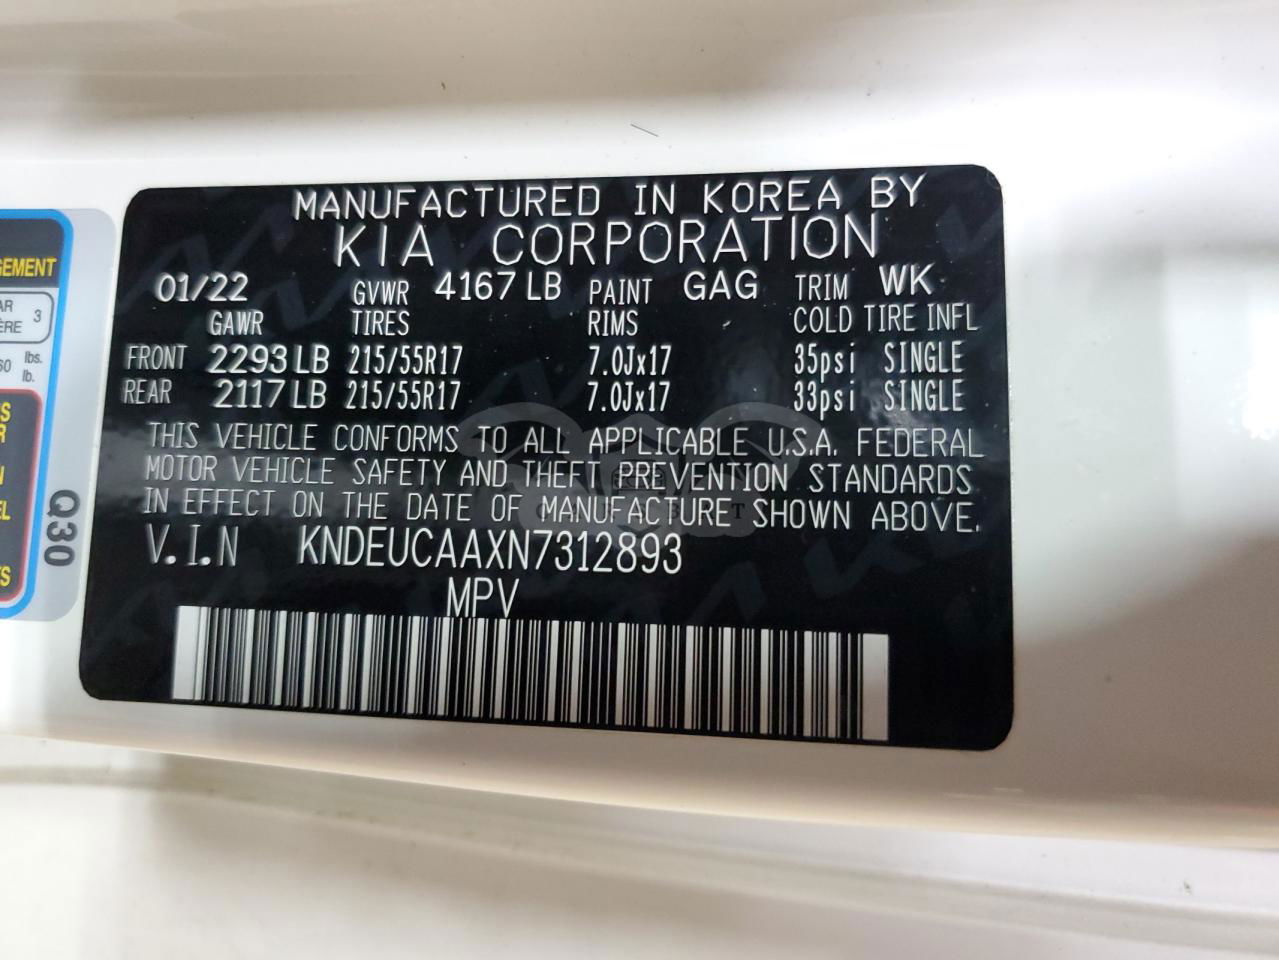 MANUFACTURED IN KOREA BY
KIA CORPORATION
01/22 GVWR 4167 LB PAINT GAG TRIM WK
GAWR TIRES RIMS COLD TIRE INFL
FRONT 2293 LB 215/55R17 7.0Jx17 35psi SINGLE
REAR 2117 LB 215/55R17 7.0Jx17 33psi SINGLE
THIS VEHICLE CONFORMS TO ALL APPLICABLE U.S.A. FEDERAL
MOTOR VEHICLE SAFETY AND THEFT PREVENTION STANDARDS
IN EFFECT ON THE DATE OF MANUFACTURE SHOWN ABOVE.
V.I.N KNDEUCAAXN7312893
MPV
3
lbs.
lb.
Q30